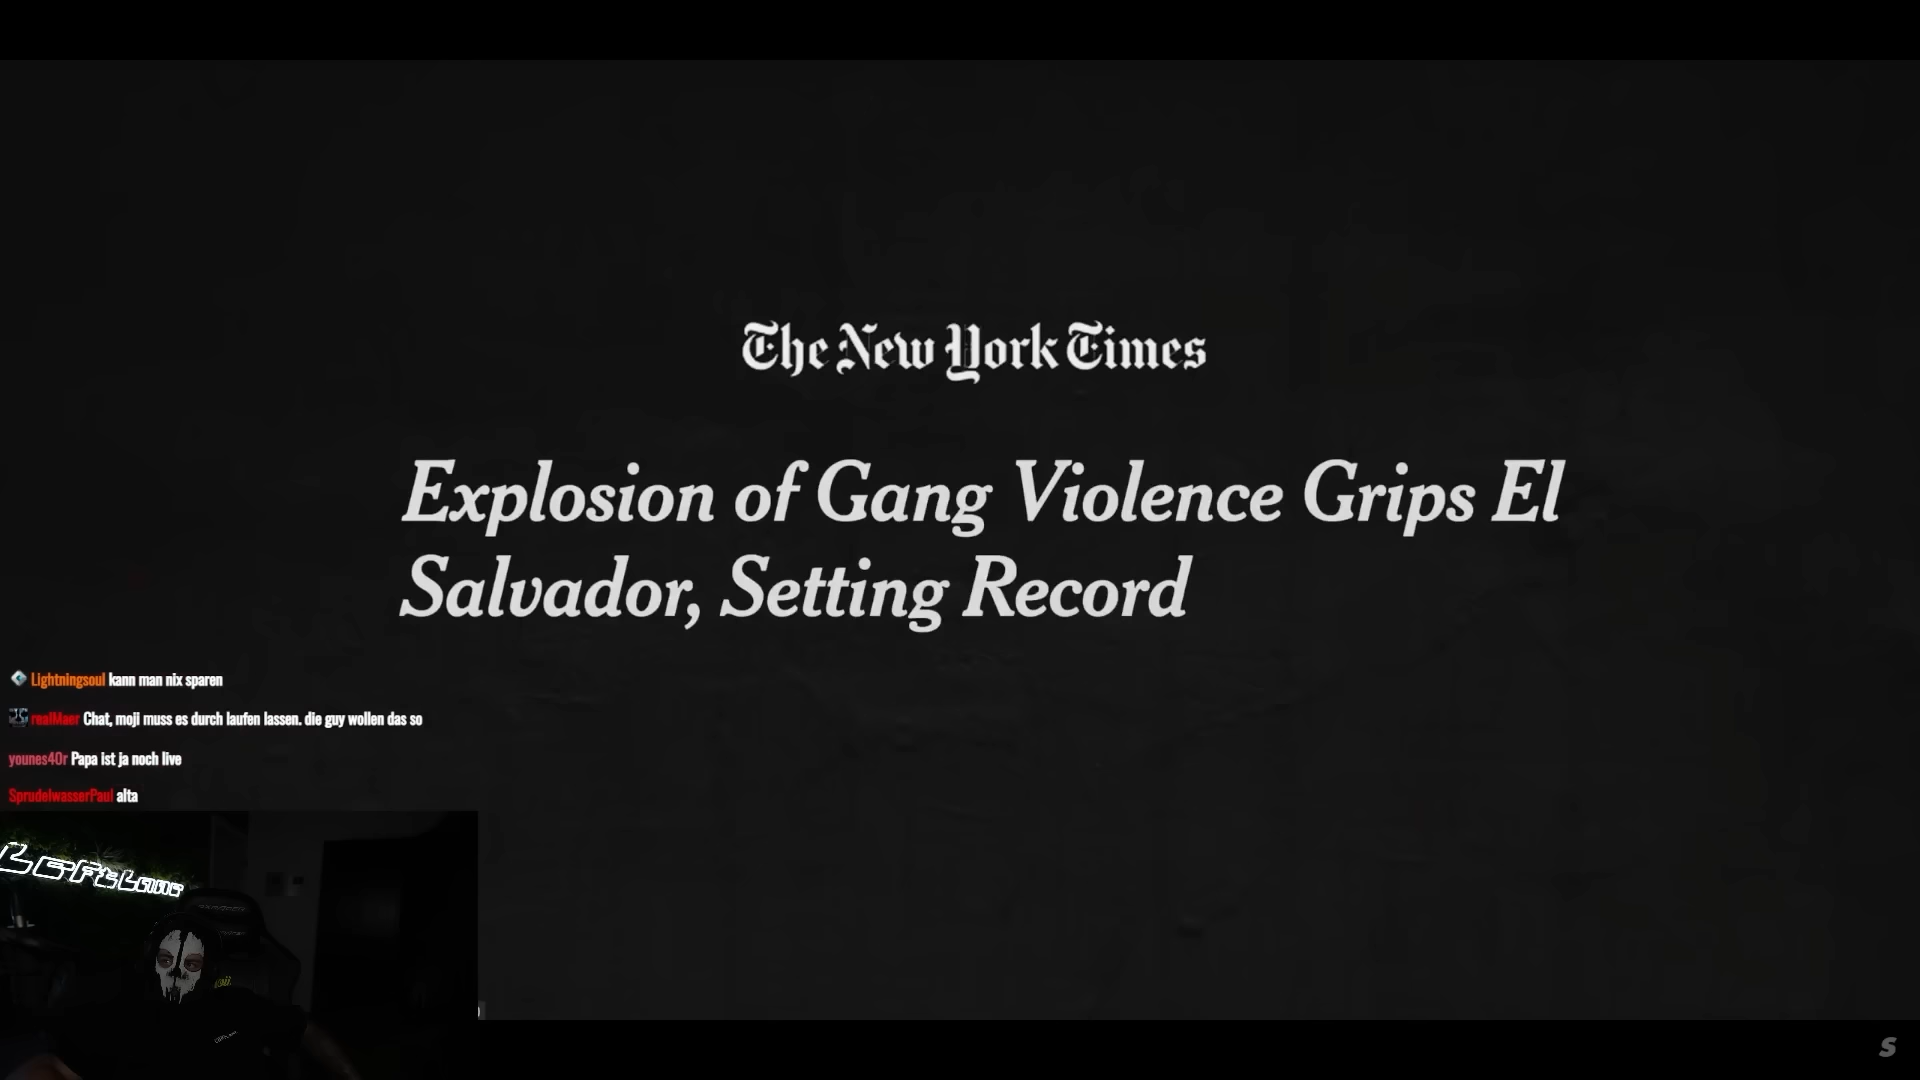 The New York Times
Explosion of Gang Violence Grips El
Salvador, Setting Record
Lightningsoul kann man nix sparen
realMaer Chat, moji muss es durch laufen lassen. die guy wollen das so
younes40r Papa ist ja noch live
SprudelwasserPaul alta
LeftLane
S